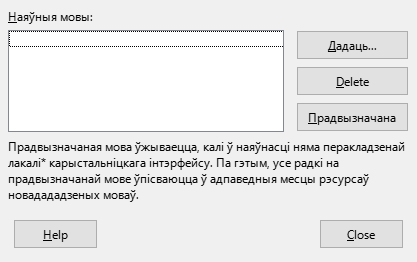 Наяўныя мовы:
Дадаць...
Delete
Прадвызначана
Прадвызначаная мова ўжываецца, калі ў наяўнасці няма перакладзенай
лакалі* карыстальніцкага інтэрфейсу. Па гэтым, усе радкі на
прадвызначанай мове ўпісваюцца ў адпаведныя месцы рэсурсаў
новададададзеных моваў.
Help
Close